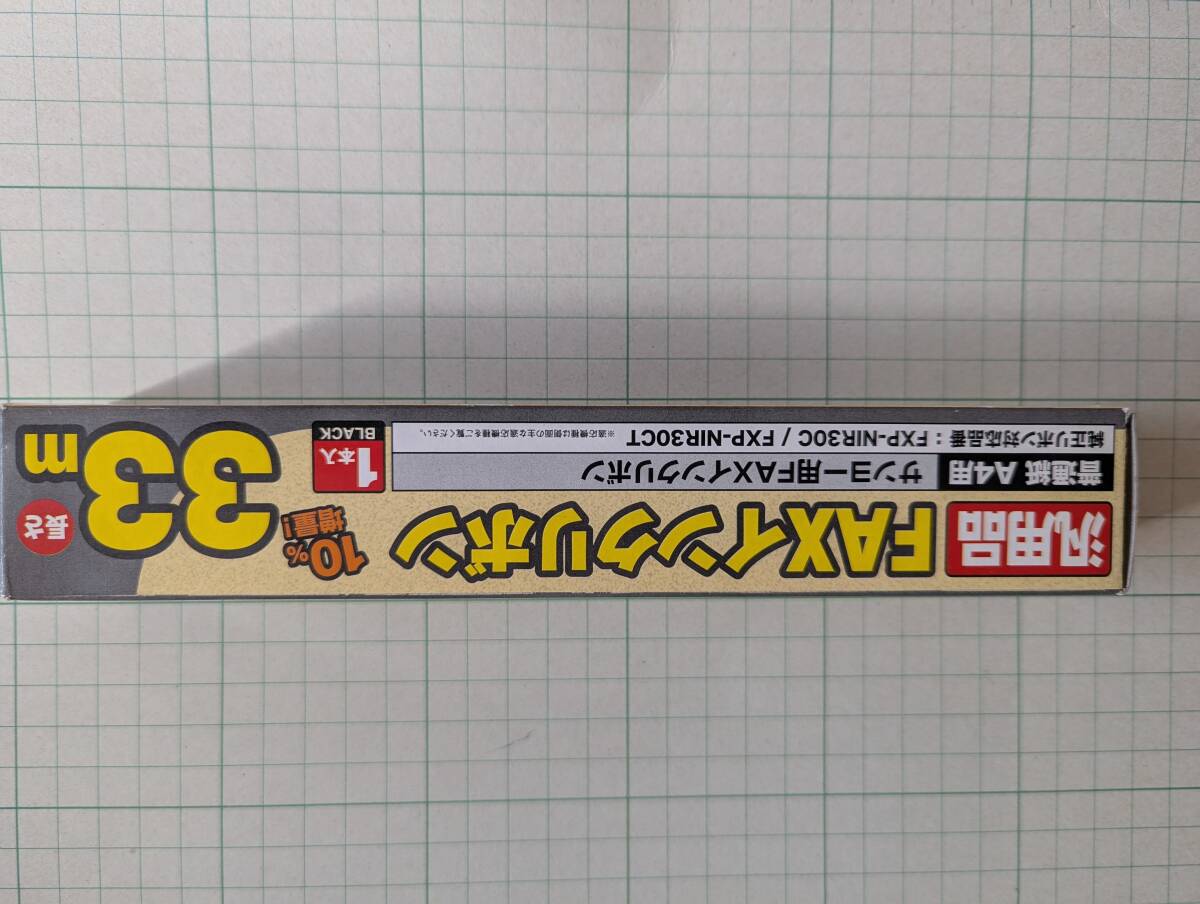 汎用品
FAXインクリボン
10%
増量!
長さ
33m
普通紙 A4用
サンヨー用FAXインクリボン
純正リボン対応品番:FXP-NIR30C / FXP-NIR30CT
※適応機種は側面の主な適応機種をご覧ください。
1本入
BLACK